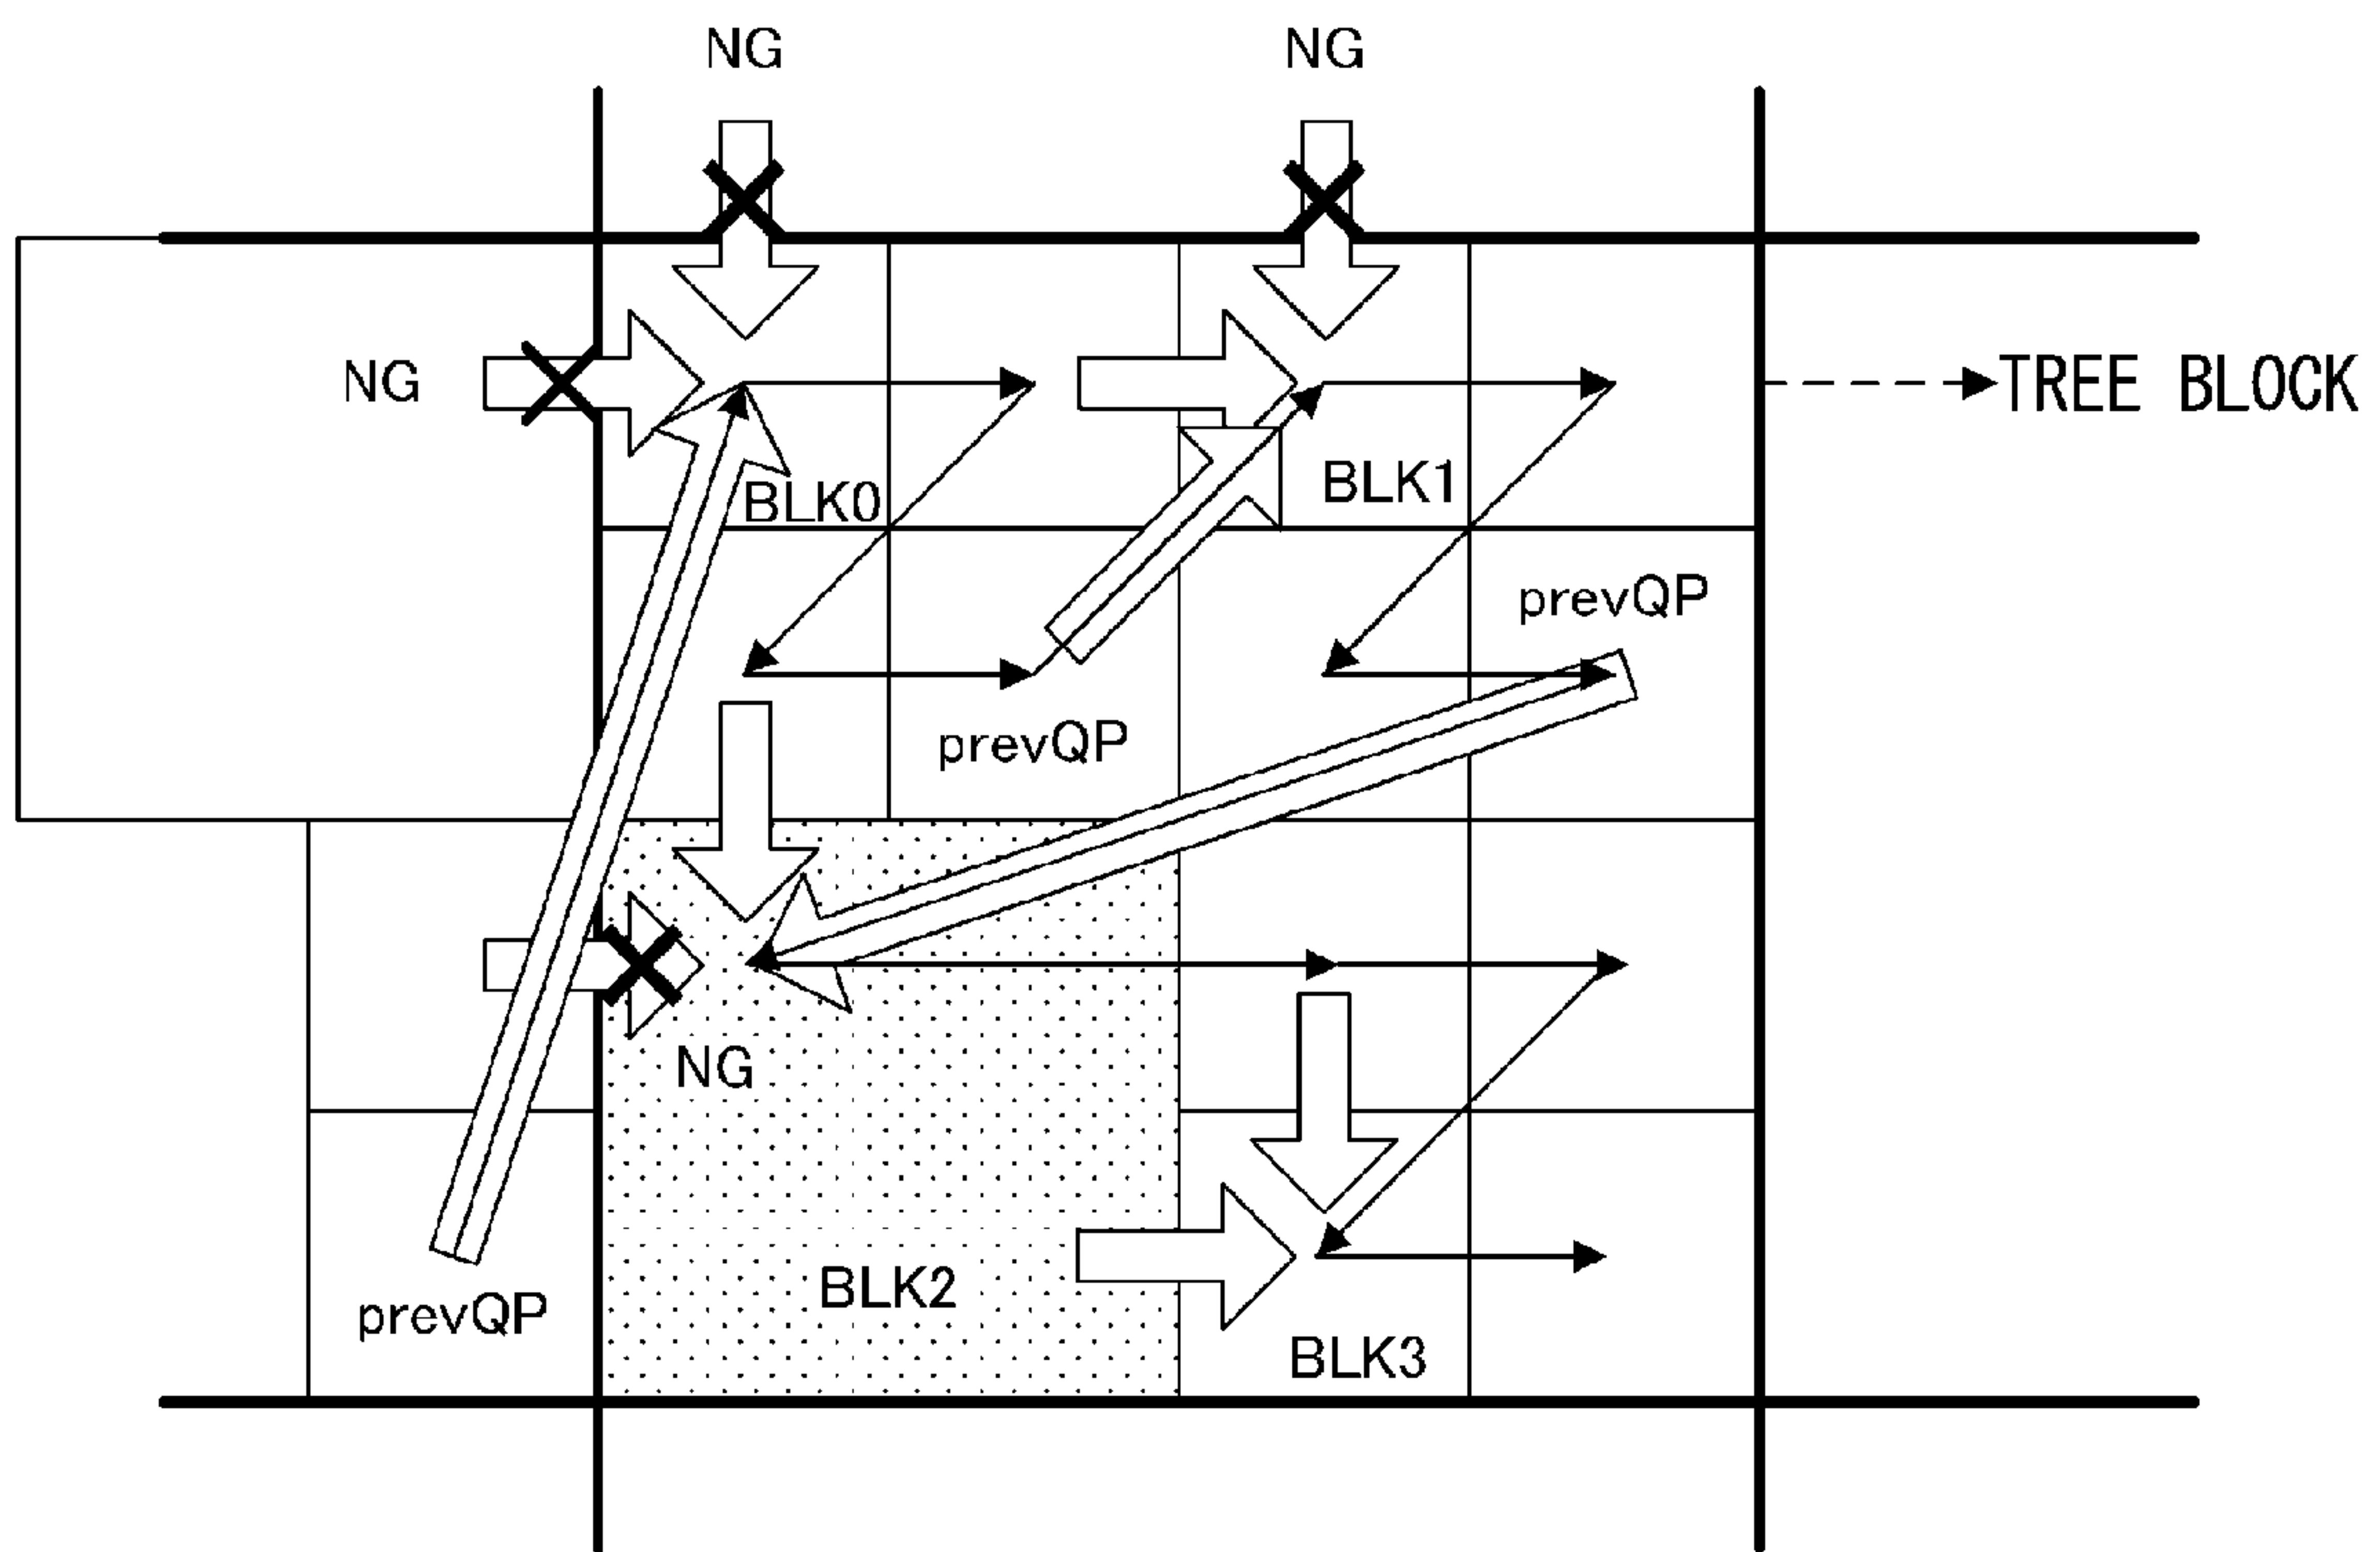 NG
NG
NG
TREE BLOCK
BLK0
BLK1
prevQP
prevQP
NG
BLK2
prevQP
BLK3